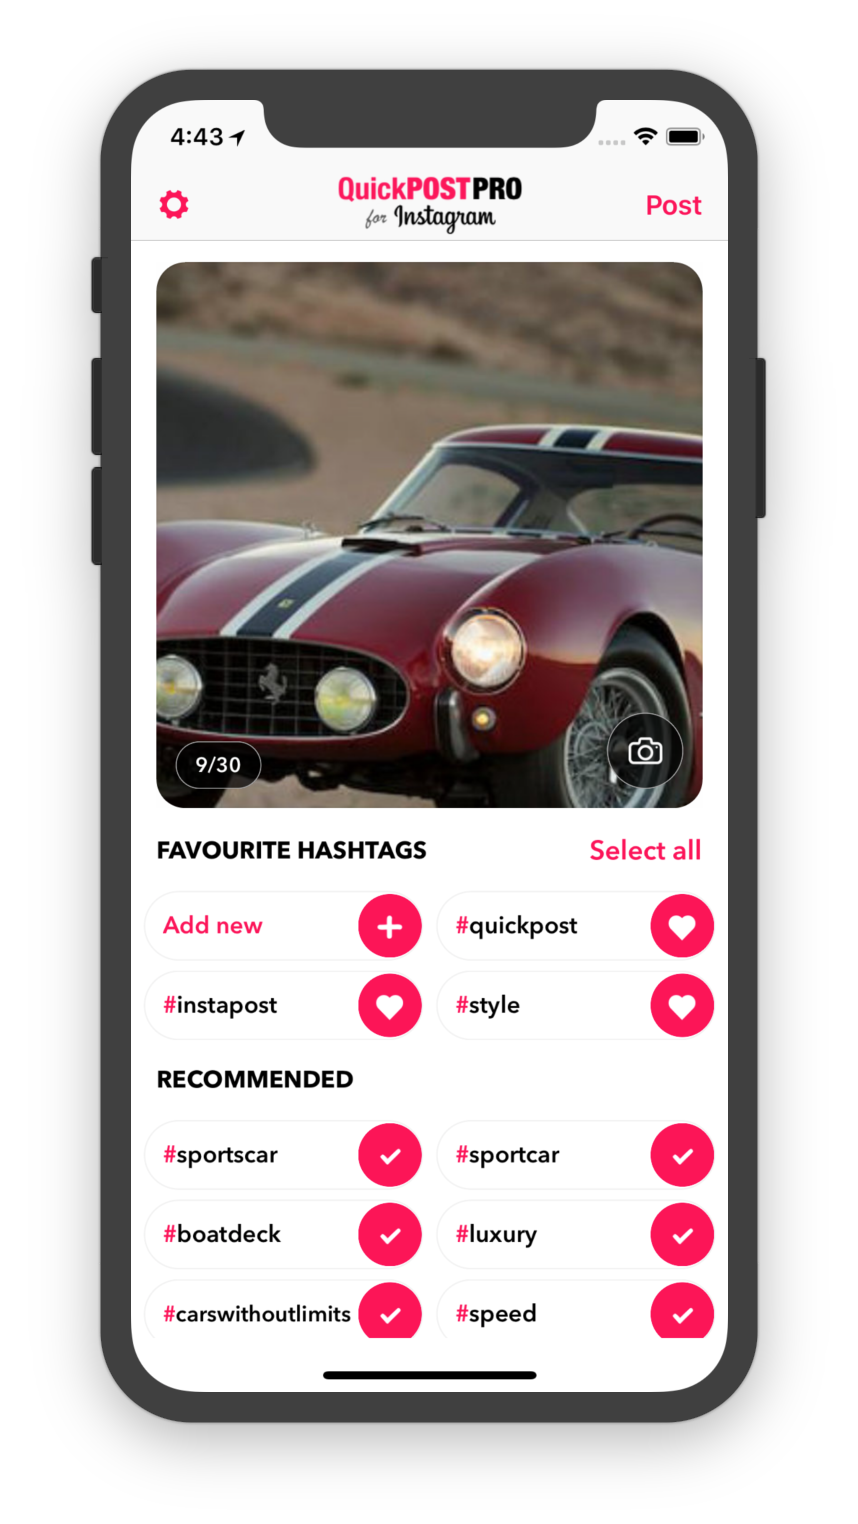 4:43
QuickPOSTPRO
for Instagram
Post
9/30
FAVOURITE HASHTAGS
Select all
Add new
#quickpost
#instapost
#style
RECOMMENDED
#sportscar
#sportcar
#boatdeck
#luxury
#carswithoutlimits
#speed